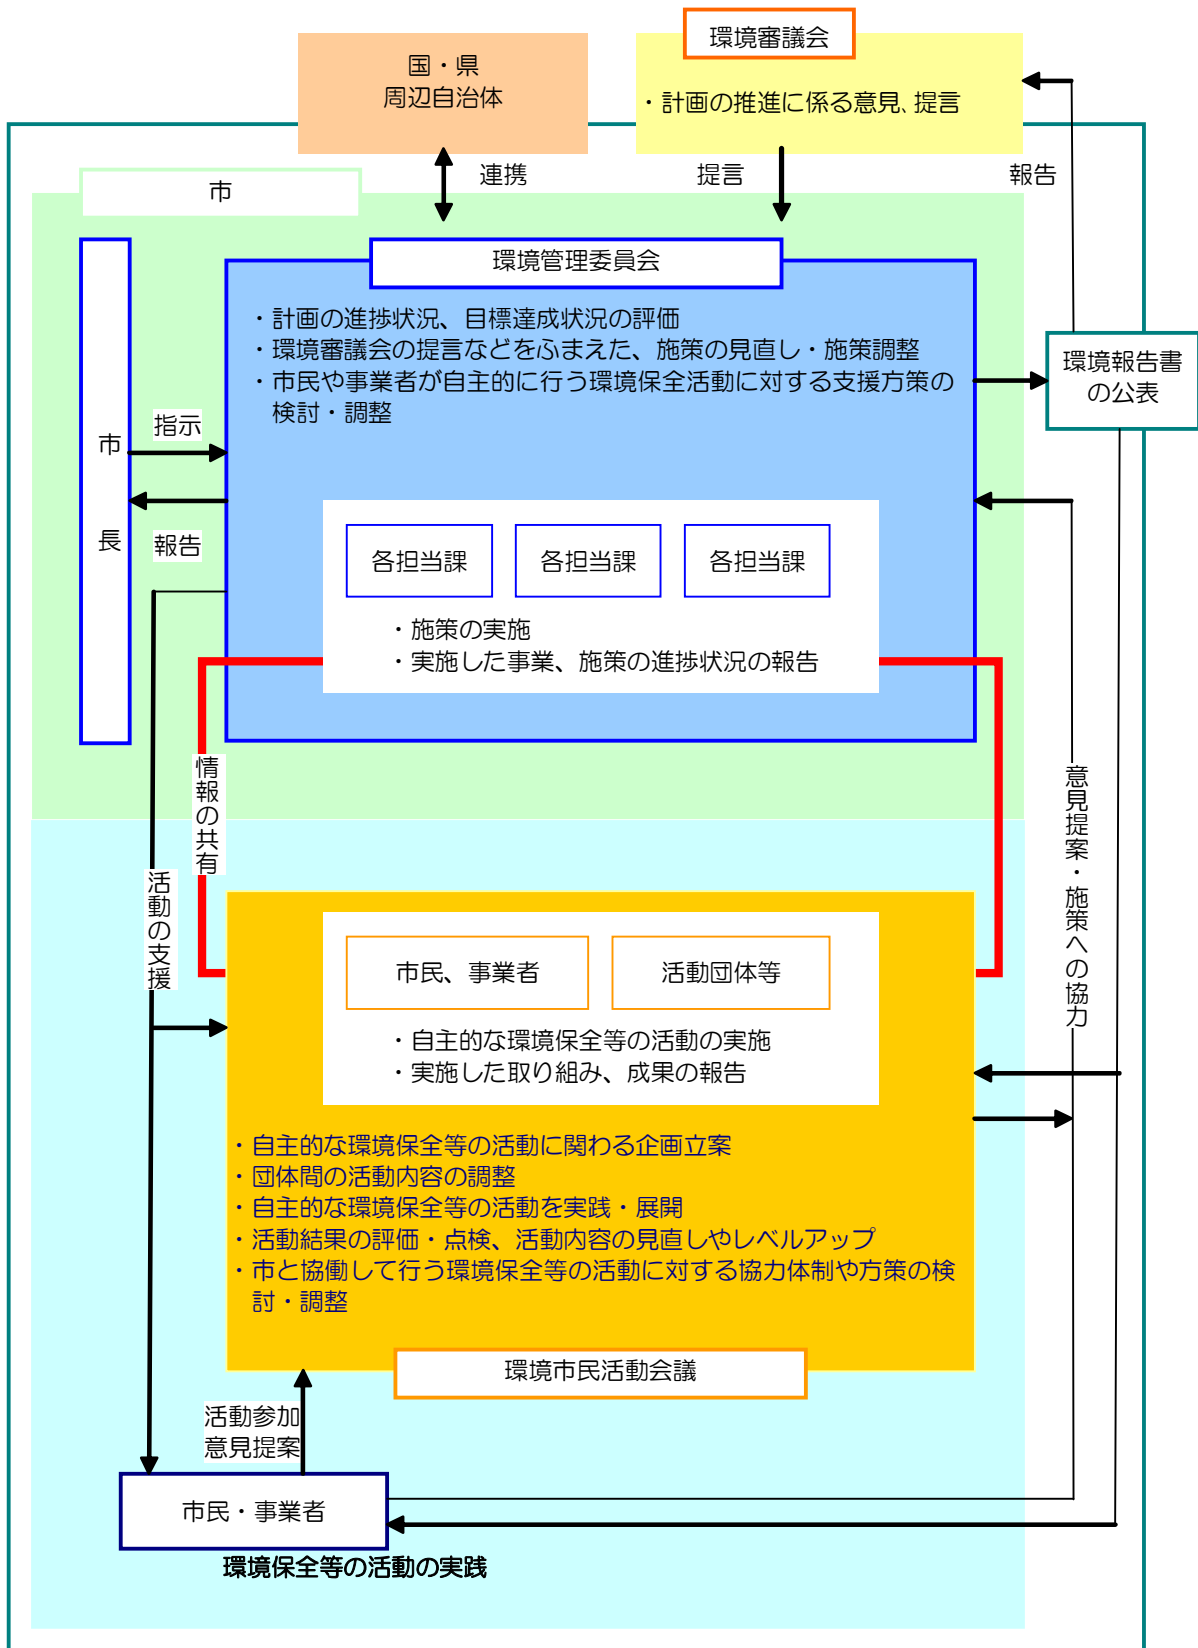 環境審議会
国・県
周辺自治体
・計画の推進に係る意見、提言
連携
提言
報告
市
環境管理委員会
・計画の進捗状況、目標達成状況の評価
・環境審議会の提言などをふまえた、施策の見直し・施策調整
・市民や事業者が自主的に行う環境保全活動に対する支援方策の
検討・調整
環境報告書
の公表
市長
指示
報告
各担当課
各担当課
各担当課
・施策の実施
・実施した事業、施策の進捗状況の報告
情報の共有
活動の支援
意見提案・施策への協力
市民、事業者
活動団体等
・自主的な環境保全等の活動の実施
・実施した取り組み、成果の報告
・自主的な環境保全等の活動に関わる企画立案
・団体間の活動内容の調整
・自主的な環境保全等の活動を実践・展開
・活動結果の評価・点検、活動内容の見直しやレベルアップ
・市と協働して行う環境保全等の活動に対する協力体制や方策の検
討・調整
環境市民活動会議
活動参加
意見提案
市民・事業者
環境保全等の活動の実践